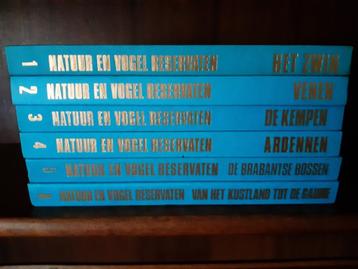 1 NATUUR EN VOGEL RESERVATEN HET ZWIN
2 NATUUR EN VOGEL RESERVATEN VENEN
3 NATUUR EN VOGEL RESERVATEN DE KEMPEN
4 NATUUR EN VOGEL RESERVATEN ARDENNEN
5 NATUUR EN VOGEL RESERVATEN DE BRABANTSE BOSSEN
NATUUR EN VOGEL RESERVATEN VAN HET KUSTLAND TOT DE GAUME